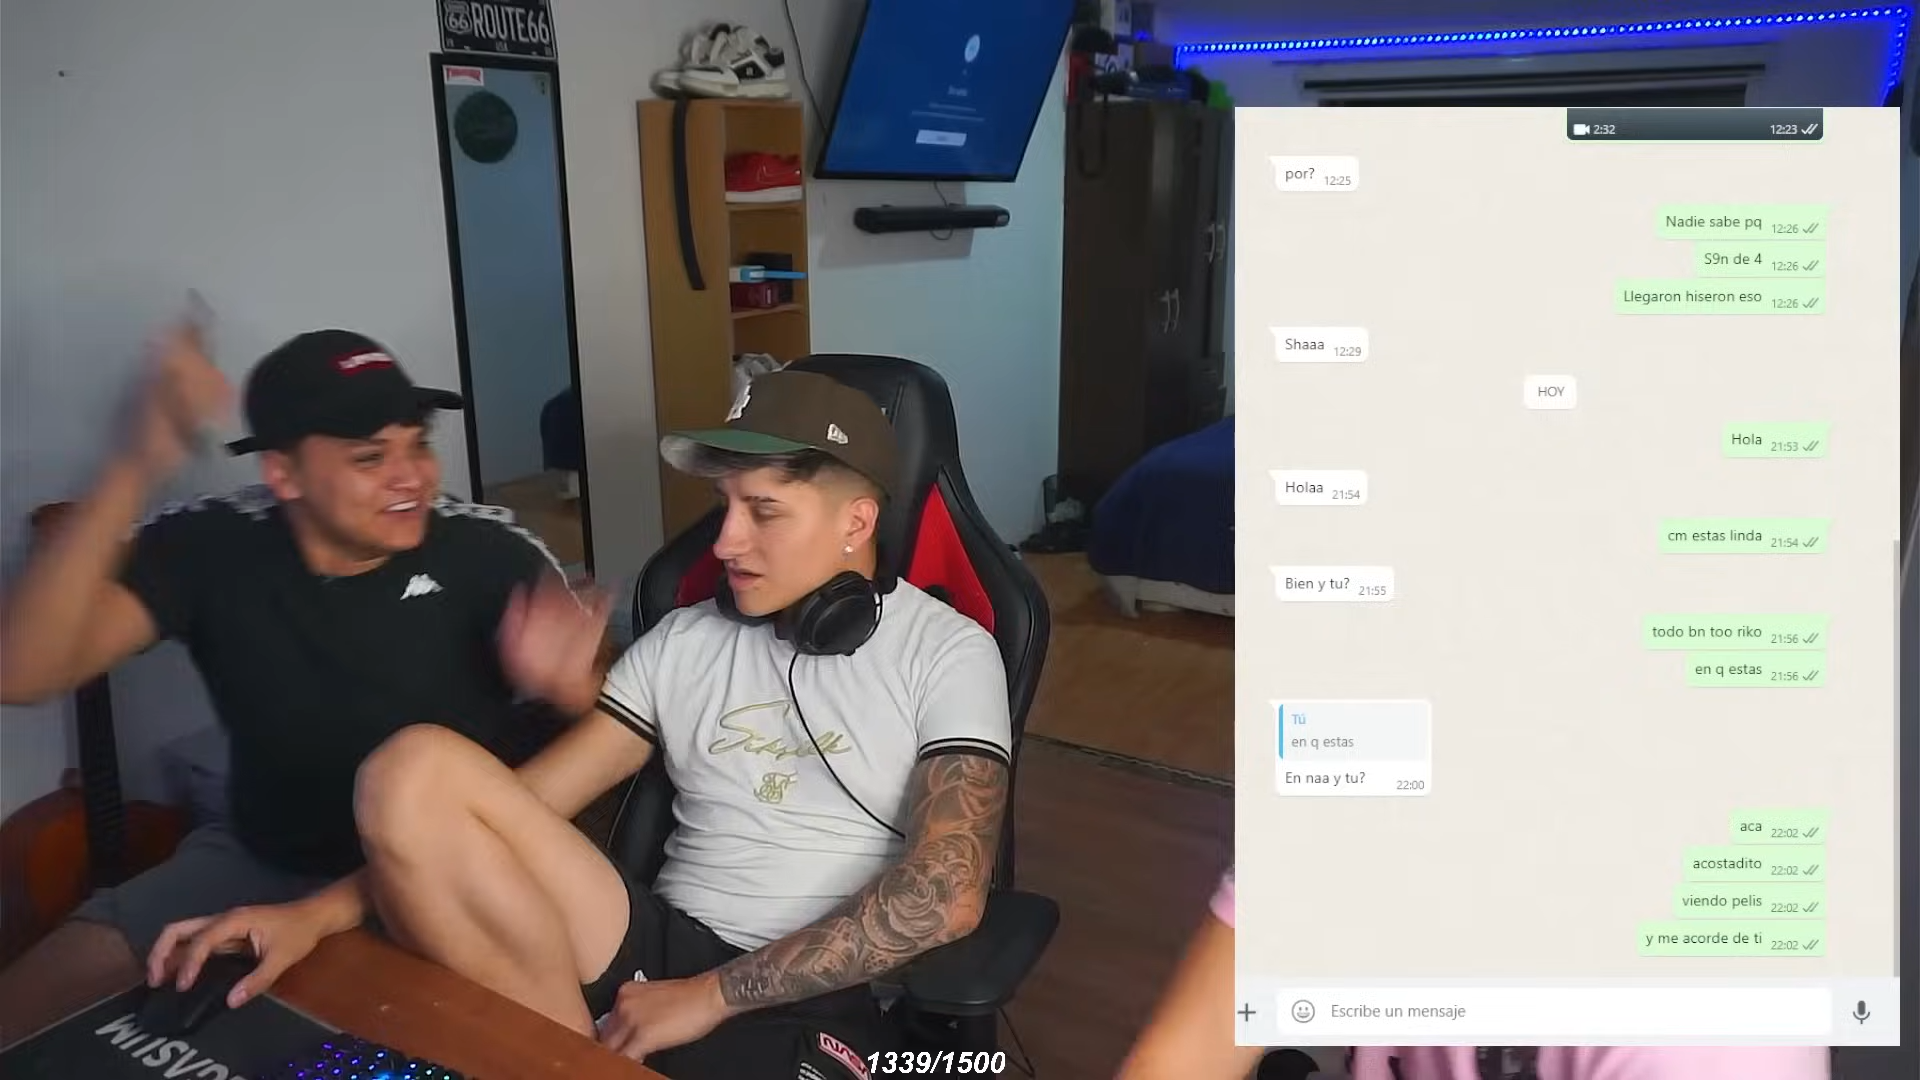 66 ROUTE66
2:32 12:23
por? 12:25
Nadie sabe pq 12:26
S9n de 4 12:26
Llegaron hiseron eso 12:26
Shaaa 12:29
HOY
Hola 21:53
Holaa 21:54
cm estas linda 21:54
Bien y tu? 21:55
todo bn too riko 21:56
en q estas 21:56
Tú
en q estas
En naa y tu? 22:00
aca 22:02
acostadito 22:02
viendo pelis 22:02
y me acorde de ti 22:02
Escribe un mensaje
1339/1500